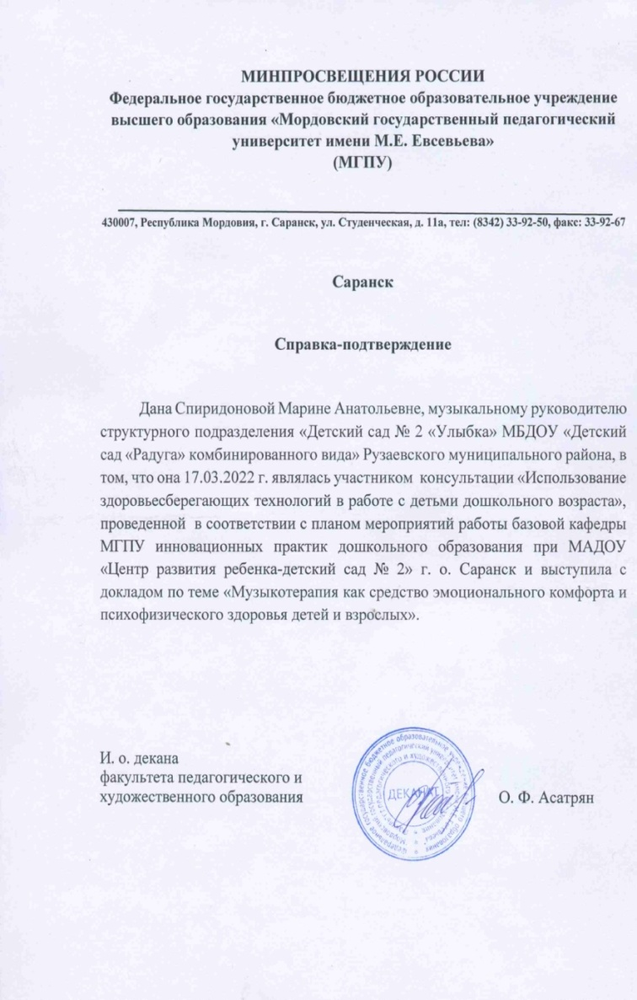 МИНПРОСВЕЩЕНИЯ РОССИИ
Федеральное государственное бюджетное образовательное учреждение
высшего образования «Мордовский государственный педагогический
университет имени М.Е. Евсевьева»
(МГПУ)
430007, Республика Мордовия, г. Саранск, ул. Студенческая, д. 11а, тел: (8342) 33-92-50, факс: 33-92-67
Саранск
Справка-подтверждение
Дана Спиридоновой Марине Анатольевне, музыкальному руководителю
структурного подразделения «Детский сад № 2 «Улыбка» МБДОУ «Детский
сад «Радуга» комбинированного вида» Рузаевского муниципального района, в
том, что она 17.03.2022 г. являлась участником консультации «Использование
здоровьесберегающих технологий в работе с детьми дошкольного возраста»,
проведенной в соответствии с планом мероприятий работы базовой кафедры
МГПУ инновационных практик дошкольного образования при МАДОУ
«Центр развития ребенка-детский сад № 2» г. о. Саранск и выступила с
докладом по теме «Музыкотерапия как средство эмоционального комфорта и
психофизического здоровья детей и взрослых».
И. о. декана
факультета педагогического и
художественного образования
ДЕКАНАТ
О. Ф. Асатрян